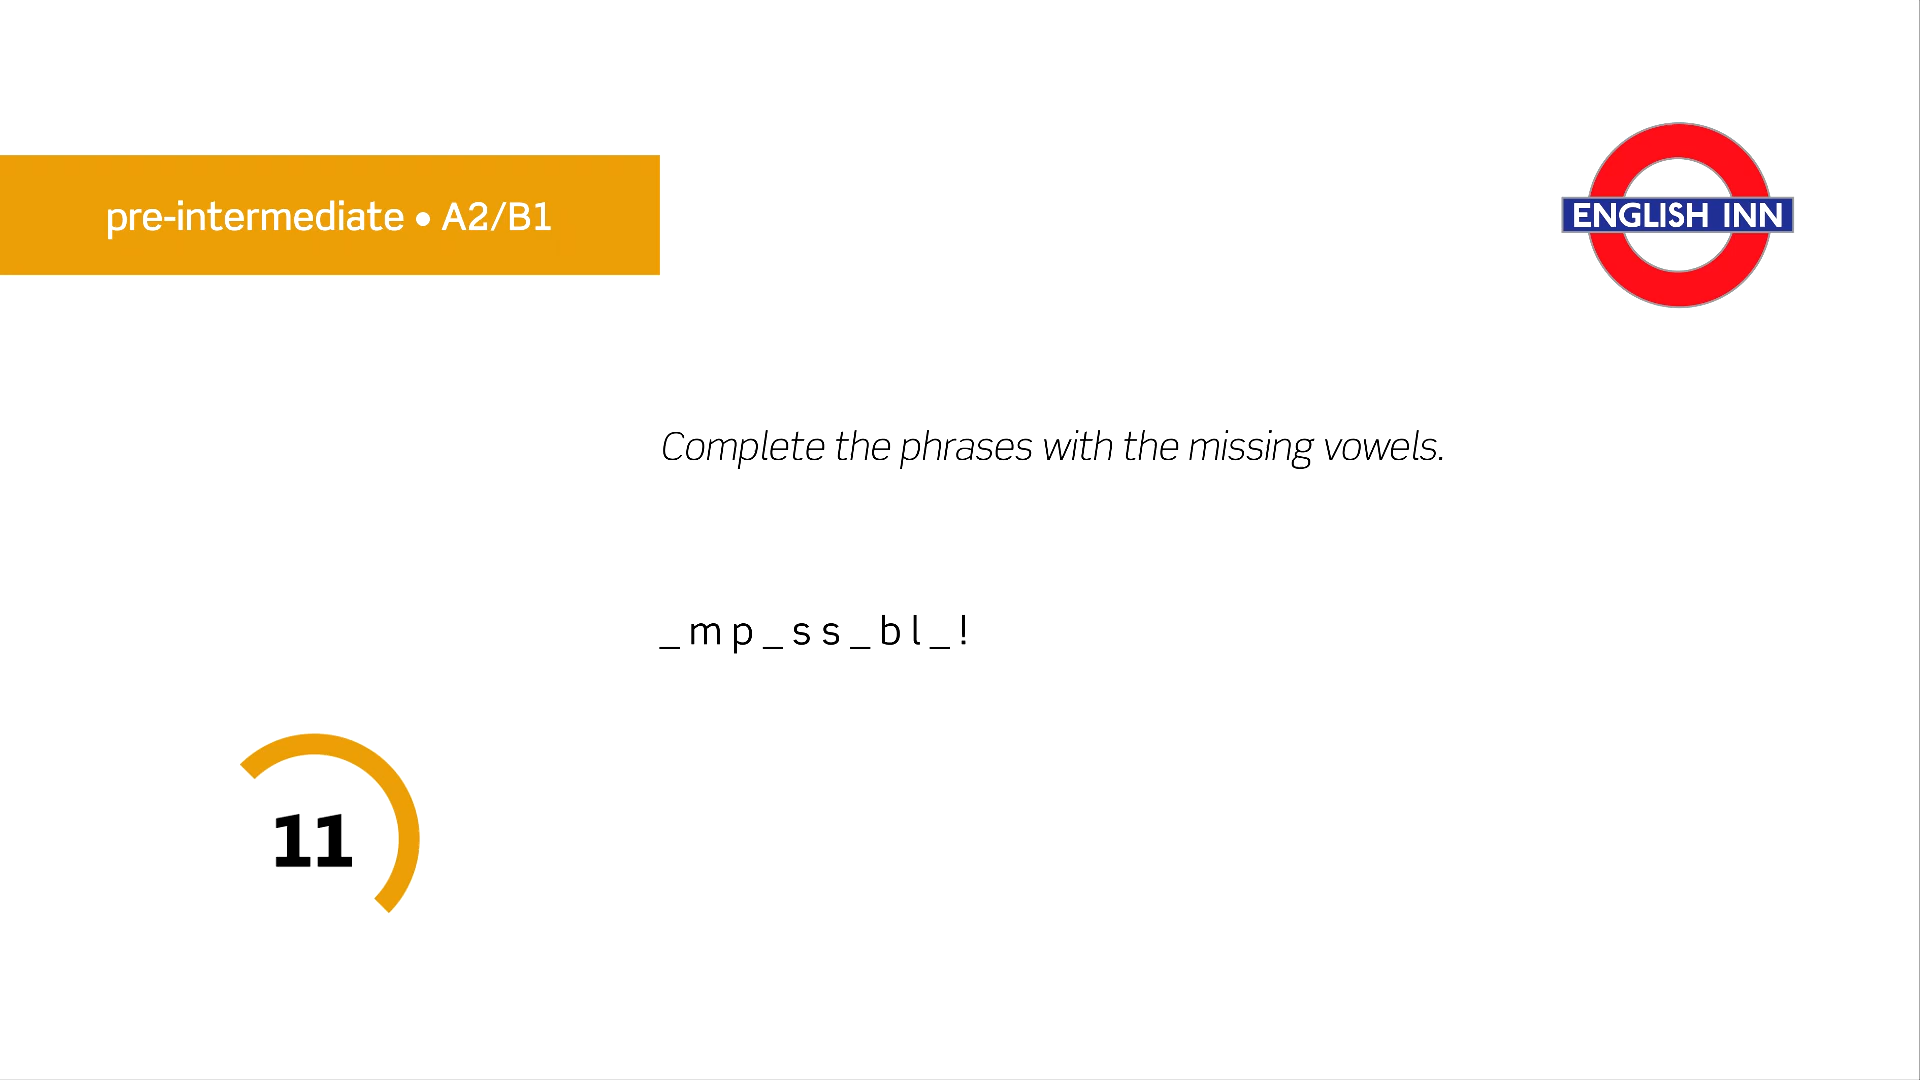 pre-intermediate • A2/B1
ENGLISH INN
Complete the phrases with the missing vowels.
_ m p _ s s _ b l _ !
11